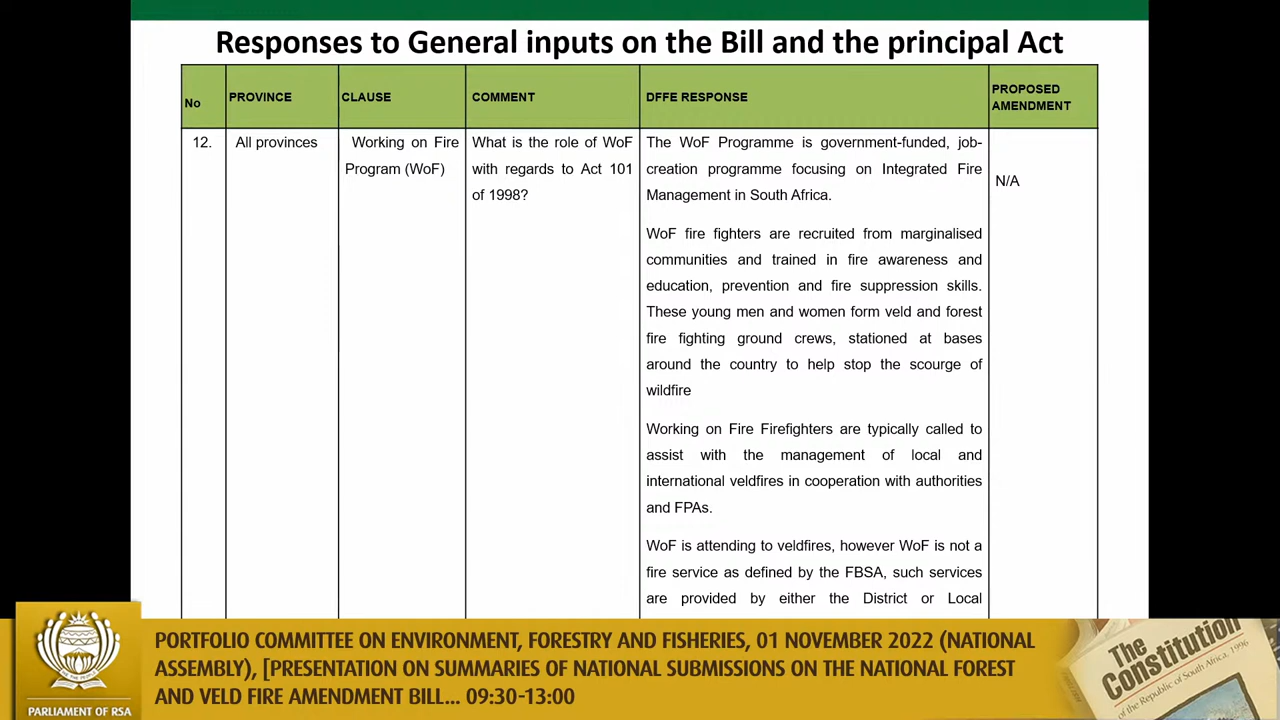 Responses to General inputs on the Bill and the principal Act
No
PROVINCE
CLAUSE
COMMENT
DFFE RESPONSE
PROPOSED
AMENDMENT
12.
All provinces
Working on Fire
Program (WoF)
What is the role of WoF
with regards to Act 101
of 1998?
The WoF Programme is government-funded, job-
creation programme focusing on Integrated Fire
Management in South Africa.
WoF fire fighters are recruited from marginalised
communities and trained in fire awareness and
education, prevention and fire suppression skills.
These young men and women form veld and forest
fire fighting ground crews, stationed at bases
around the country to help stop the scourge of
wildfire
Working on Fire Firefighters are typically called to
assist with the management of local and
international veldfires in cooperation with authorities
and FPAs.
WoF is attending to veldfires, however WoF is not a
fire service as defined by the FBSA, such services
are provided by either the District or Local
N/A
PORTFOLIO COMMITTEE ON ENVIRONMENT, FORESTRY AND FISHERIES, 01 NOVEMBER 2022 (NATIONAL
ASSEMBLY), [PRESENTATION ON SUMMARIES OF NATIONAL SUBMISSIONS ON THE NATIONAL FOREST
AND VELD FIRE AMENDMENT BILL... 09:30-13:00
PARLIAMENT OF RSA
The
Constitution
of the Republic of South Africa, 1996